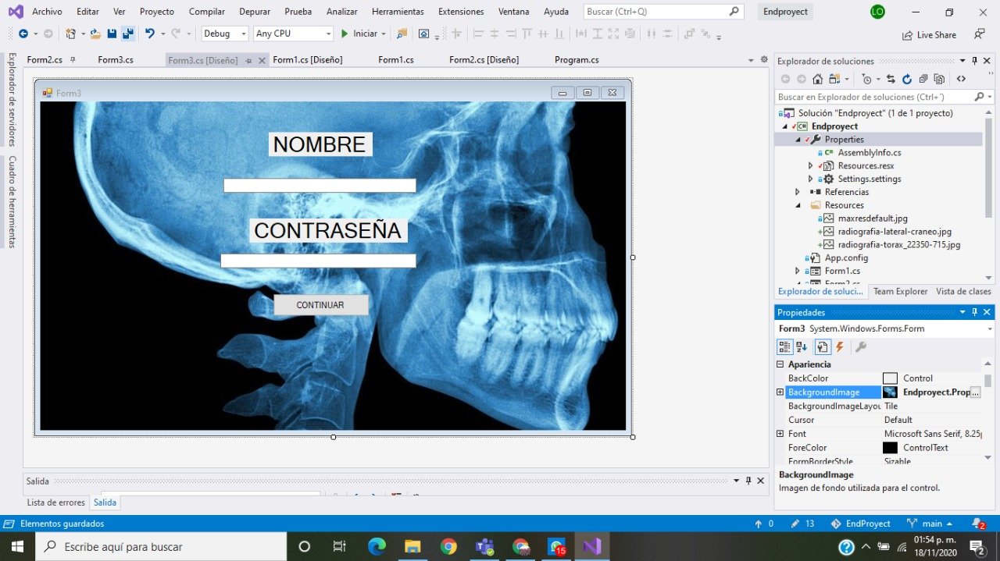 Archivo Editar Ver Proyecto Compilar Depurar Prueba Analizar Herramientas Extensiones Ventana Ayuda Buscar (Ctrl+Q) Endproyect LO
Debug Any CPU Iniciar Live Share
Form2.cs Form3.cs Form3.cs [Diseño] Form1.cs [Diseño] Form1.cs Form2.cs [Diseño] Program.cs
Explorador de servidores
Cuadro de herramientas
Form3
NOMBRE
CONTRASEÑA
CONTINUAR
Explorador de soluciones
Buscar en Explorador de soluciones (Ctrl+´)
Solución "Endproyect" (1 de 1 proyecto)
Endproyect
Properties
AssemblyInfo.cs
Resources.resx
Settings.settings
Referencias
Resources
maxresdefault.jpg
radiografia-lateral-craneo.jpg
radiografia-torax_22350-715.jpg
App.config
Form1.cs
Form2.cs
Explorador de soluci... Team Explorer Vista de clases
Propiedades
Form3 System.Windows.Forms.Form
Apariencia
BackColor Control
BackgroundImage Endproyect.Prop ...
BackgroundImageLayou Tile
Cursor Default
Font Microsoft Sans Serif, 8.25p
ForeColor ControlText
FormBorderStyle Sizable
BackgroundImage
Imagen de fondo utilizada para el control.
Salida
Lista de errores Salida
Elementos guardados 0 13 EndProyect main 2
Escribe aquí para buscar 15 01:54 p. m.
18/11/2020 2